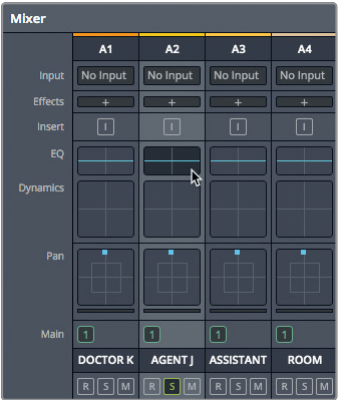 Mixer
A1 A2 A3 A4
Input No Input No Input No Input No Input
Effects + + + +
Insert I I I I
EQ
Dynamics
Pan
Main 1 1 1 1
DOCTOR K AGENT J ASSISTANT ROOM
R S M R S M R S M R S M